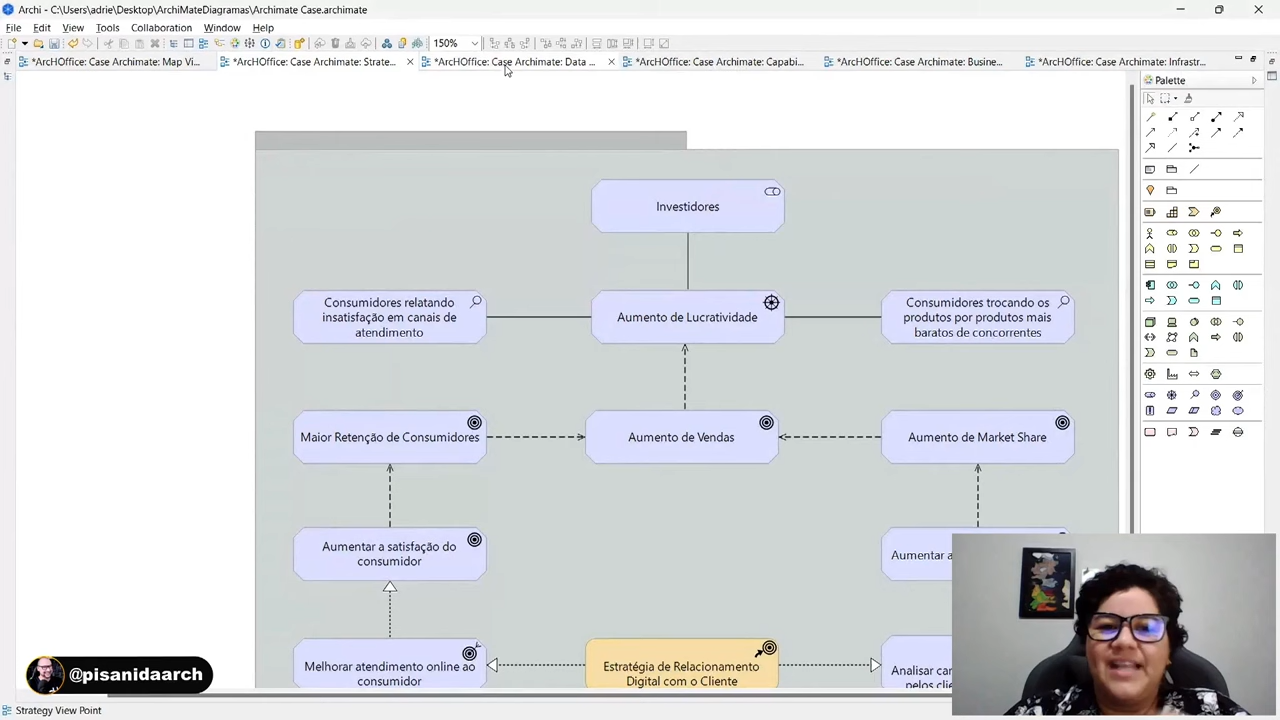 Archi - C:\Users\adrie\Desktop\ArchiMateDiagramas\Archimate Case.archimate
File Edit View Tools Collaboration Window Help
150%
*ArcHOffice: Case Archimate: Map Vi...
*ArcHOffice: Case Archimate: Strate...
*ArcHOffice: Case Archimate: Data ...
*ArcHOffice: Case Archimate: Capabi...
*ArcHOffice: Case Archimate: Busine...
*ArcHOffice: Case Archimate: Infrastr...
Palette
Investidores
Consumidores relatando
insatisfação em canais de
atendimento
Aumento de Lucratividade
Consumidores trocando os
produtos por produtos mais
baratos de concorrentes
Maior Retenção de Consumidores
Aumento de Vendas
Aumento de Market Share
Aumentar a satisfação do
consumidor
Aumentar a
Melhorar atendimento online ao
consumidor
Estratégia de Relacionamento
Digital com o Cliente
Analisar
pelos
@pisanidaarch
Strategy View Point